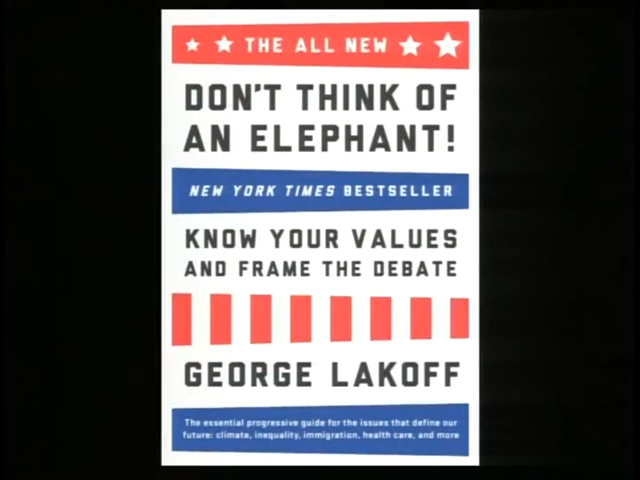 THE ALL NEW
DON'T THINK OF
AN ELEPHANT!
NEW YORK TIMES BESTSELLER
KNOW YOUR VALUES
AND FRAME THE DEBATE
GEORGE LAKOFF
The essential progressive guide for the issues that define our
future: climate, inequality, immigration, health care, and more